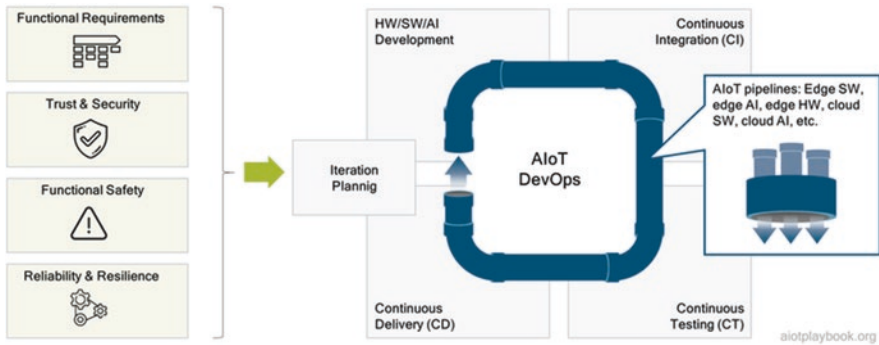 Functional Requirements
Trust & Security
Functional Safety
Reliability & Resilience
Iteration
Plannig
HW/SW/AI
Development
Continuous
Integration (CI)
AIoT
DevOps
AIoT pipelines: Edge SW,
edge AI, edge HW, cloud
SW, cloud AI, etc.
Continuous
Delivery (CD)
Continuous
Testing (CT)
aiotplaybook.org